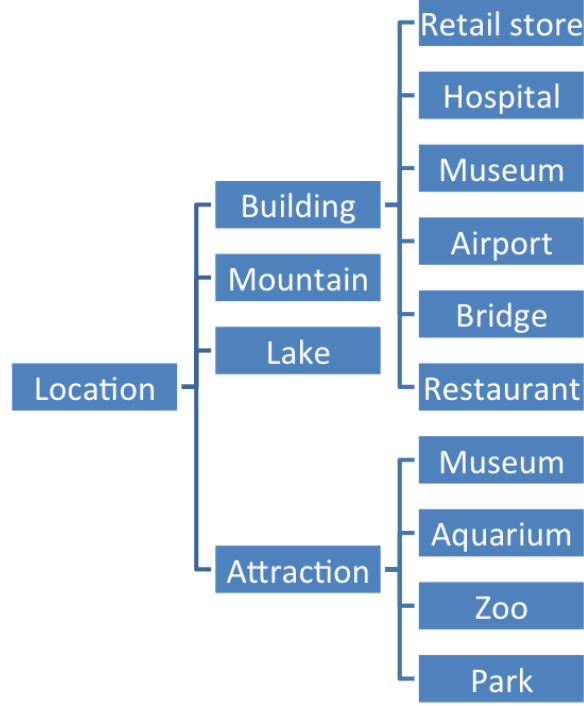 Location
Building
Retail store
Hospital
Museum
Airport
Bridge
Restaurant
Mountain
Lake
Attraction
Museum
Aquarium
Zoo
Park